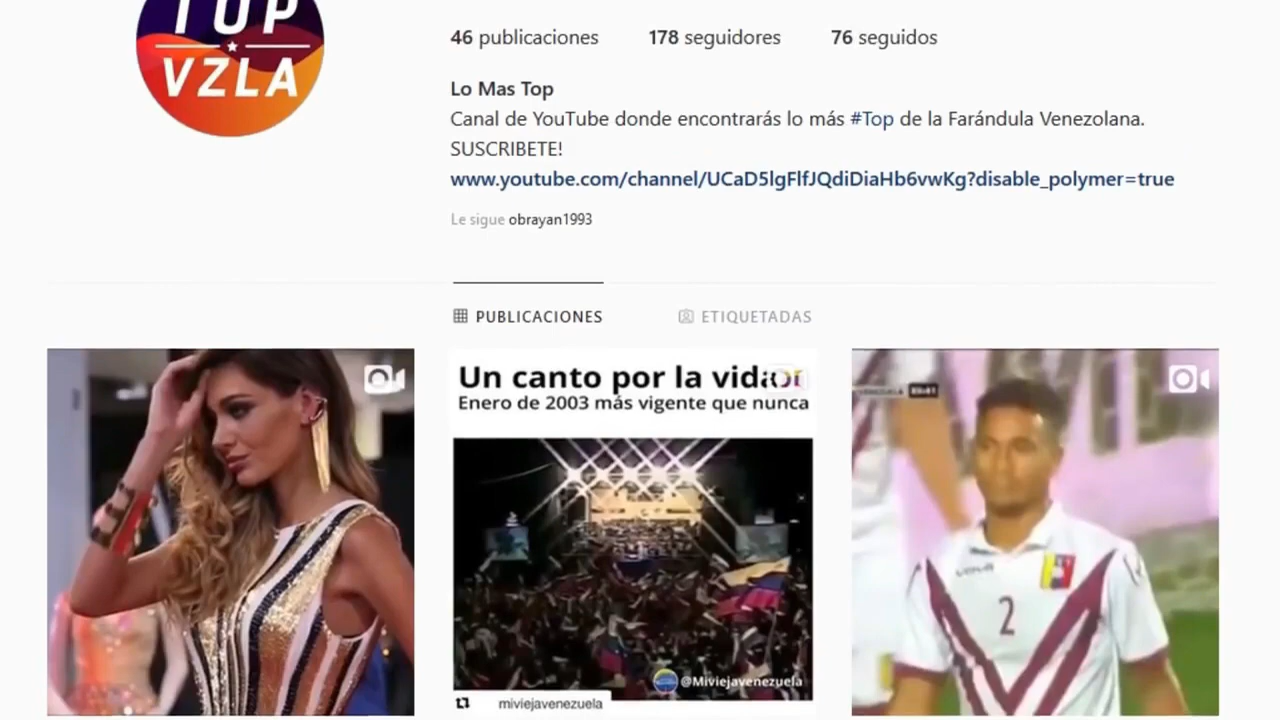 TOP
VZLA
46 publicaciones 178 seguidores 76 seguidos
Lo Mas Top
Canal de YouTube donde encontrarás lo más #Top de la Farándula Venezolana.
SUSCRIBETE!
www.youtube.com/channel/UCaD5lgFlfJQdiDiaHb6vwKg?disable_polymer=true
Le sigue obrayan1993
PUBLICACIONES ETIQUETADAS
Un canto por la vida
Enero de 2003 más vigente que nunca
@Miviejavenezuela
miviejavenezuela
2